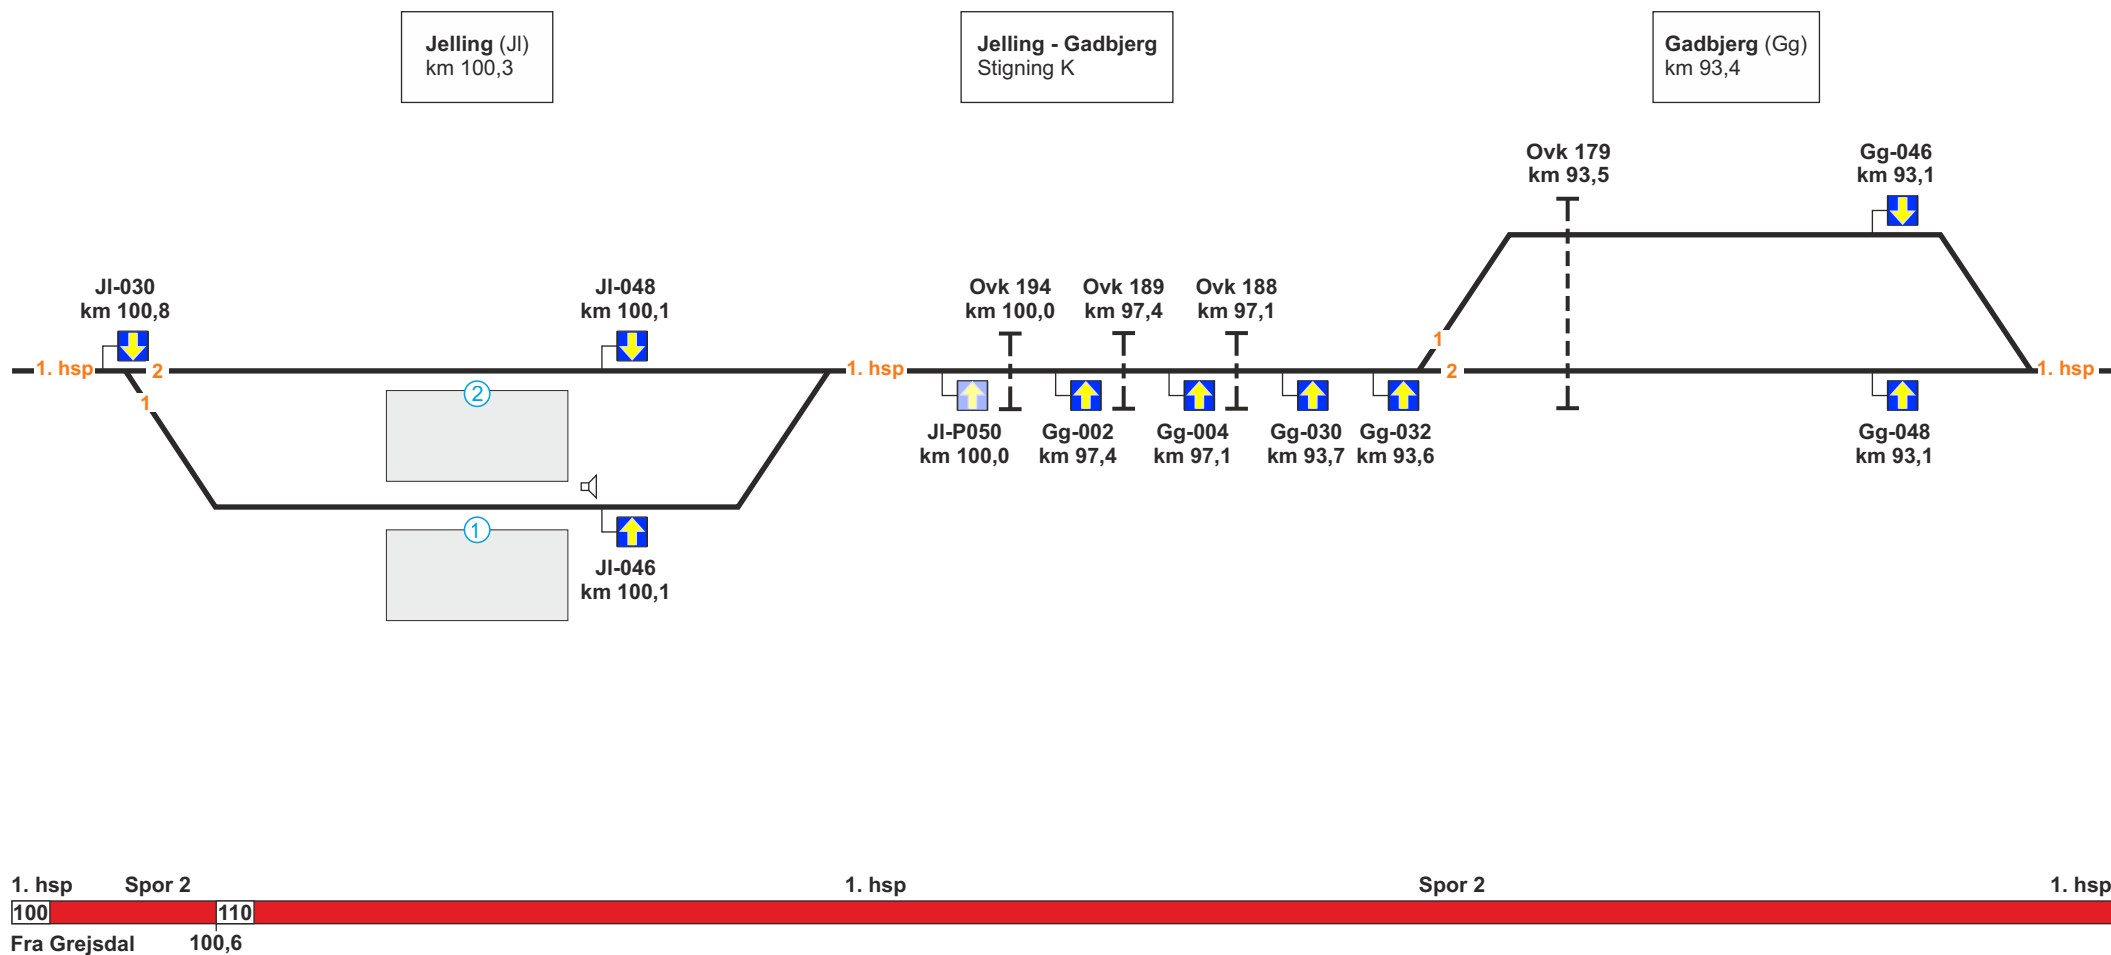 Jelling (Jl)
km 100,3
Jelling - Gadbjerg
Stigning K
Gadbjerg (Gg)
km 93,4
Ovk 179
km 93,5
Gg-046
km 93,1
Jl-030
km 100,8
Jl-048
km 100,1
Ovk 194
km 100,0
Ovk 189
km 97,4
Ovk 188
km 97,1
1. hsp
2
1
1. hsp
1
2
1. hsp
2
Jl-P050
km 100,0
Gg-002
km 97,4
Gg-004
km 97,1
Gg-030
km 93,7
Gg-032
km 93,6
Gg-048
km 93,1
1
Jl-046
km 100,1
1. hsp
Spor 2
1. hsp
Spor 2
1. hsp
100
110
Fra Grejsdal
100,6